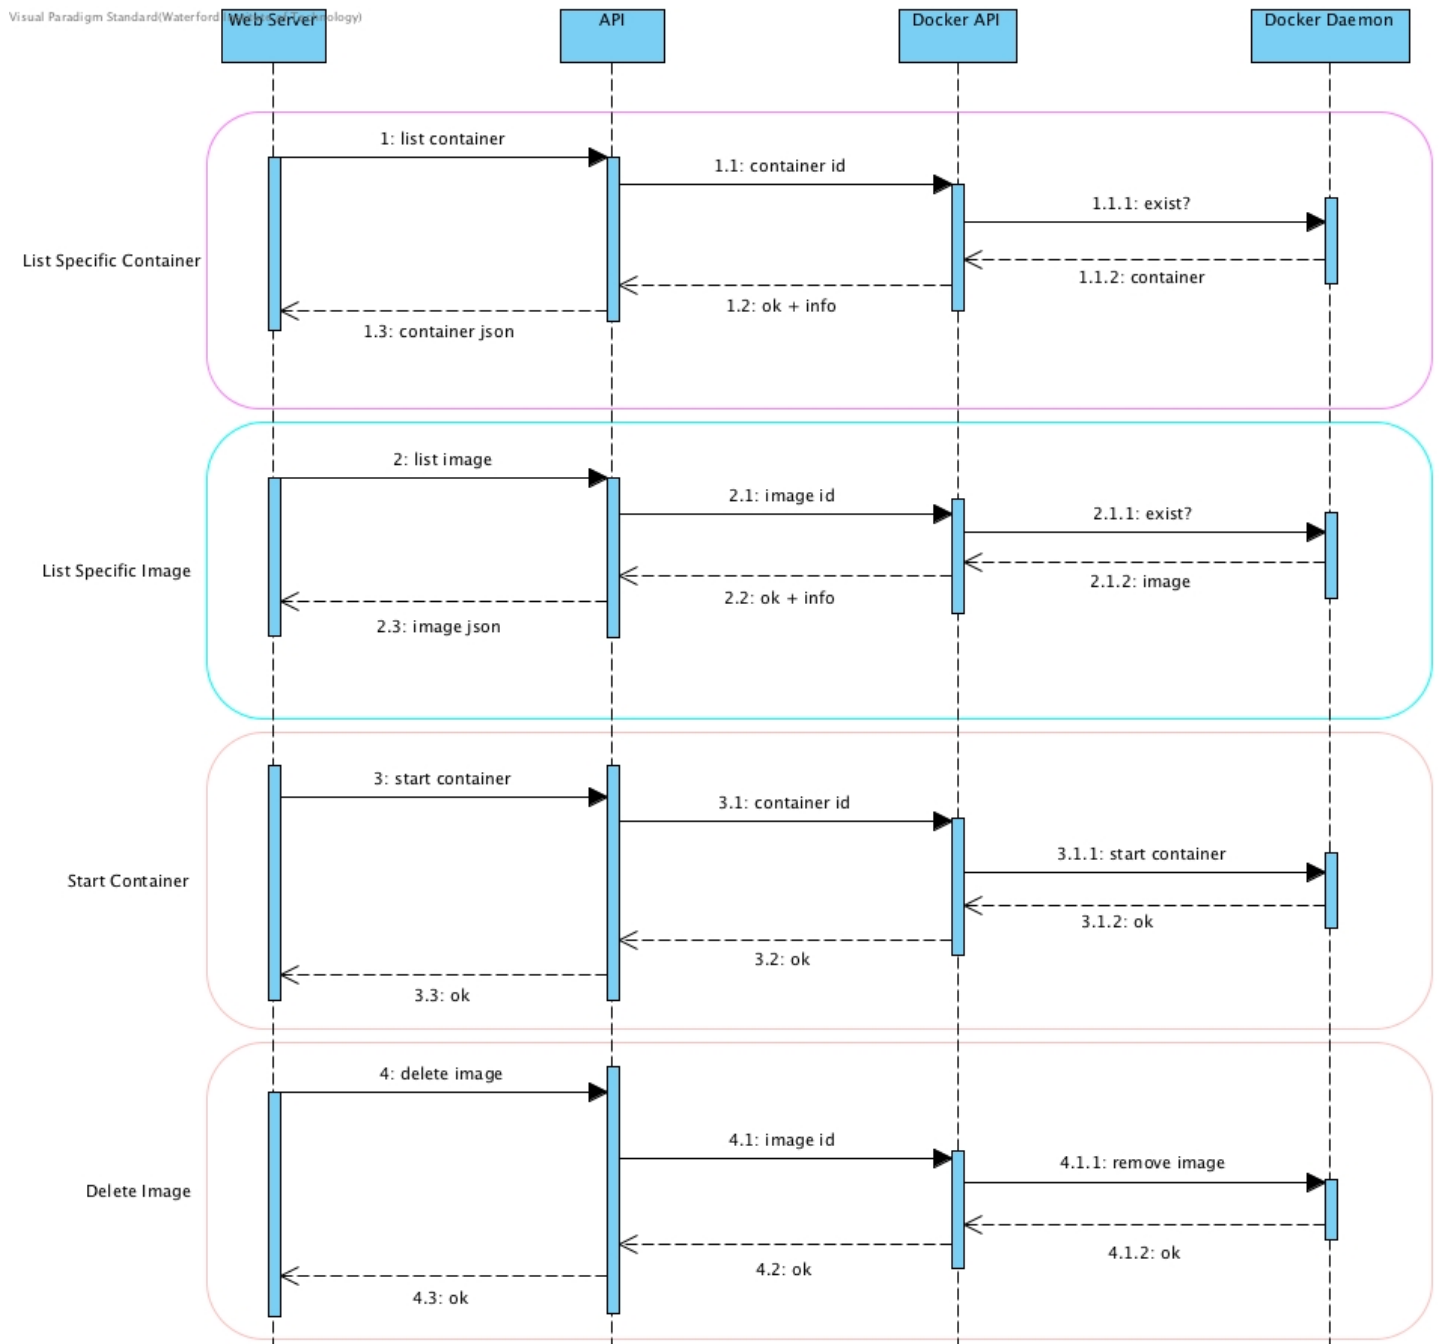 Visual Paradigm Standard(Waterford Institute of Technology)
Web Server
API
Docker API
Docker Daemon
1: list container
1.1: container id
1.1.1: exist?
List Specific Container
1.1.2: container
1.2: ok + info
1.3: container json
2: list image
2.1: image id
2.1.1: exist?
List Specific Image
2.1.2: image
2.2: ok + info
2.3: image json
3: start container
3.1: container id
3.1.1: start container
Start Container
3.1.2: ok
3.2: ok
3.3: ok
4: delete image
4.1: image id
4.1.1: remove image
Delete Image
4.1.2: ok
4.2: ok
4.3: ok